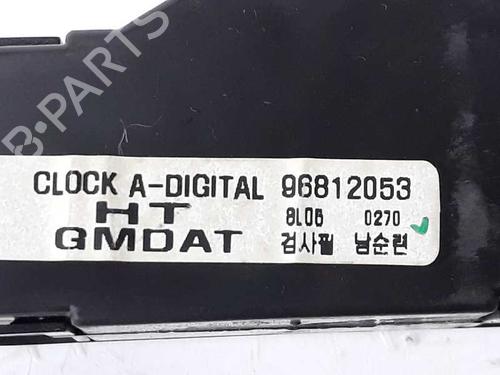 B-PARTS
CLOCK A-DIGITAL 96812053
HT 8L06 0270
GMDAT 검사필 남순련